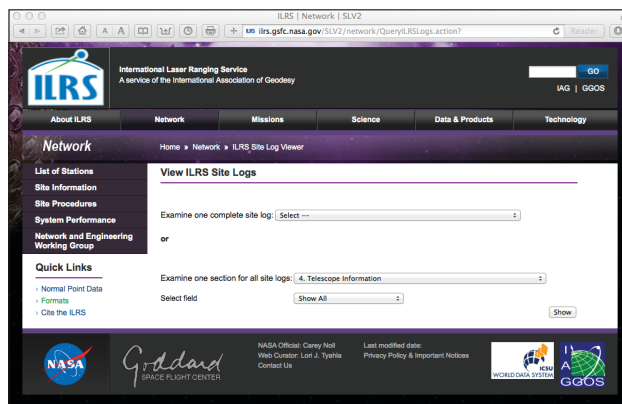 ILRS | Network | SLV2
A A
ILRS ilrs.gsfc.nasa.gov/SLV2/network/QueryILRSLogs.action?
Reader
ILRS
International Laser Ranging Service
A service of the International Association of Geodesy
GO
IAG | GGOS
About ILRS Network Missions Science Data & Products Technology
Network
Home » Network » ILRS Site Log Viewer
List of Stations
Site Information
Site Procedures
System Performance
Network and Engineering
Working Group
Quick Links
› Normal Point Data
› Formats
› Cite the ILRS
View ILRS Site Logs
Examine one complete site log: Select --
or
Examine one section for all site logs: 4. Telescope Information
Select field Show All
Show
NASA
Goddard
SPACE FLIGHT CENTER
NASA Official: Carey Noll
Web Curator: Lori J. Tyahla
Contact Us
Last modified date:
Privacy Policy & Important Notices
ICSU
WORLD DATA SYSTEM
I
A
G
GGOS